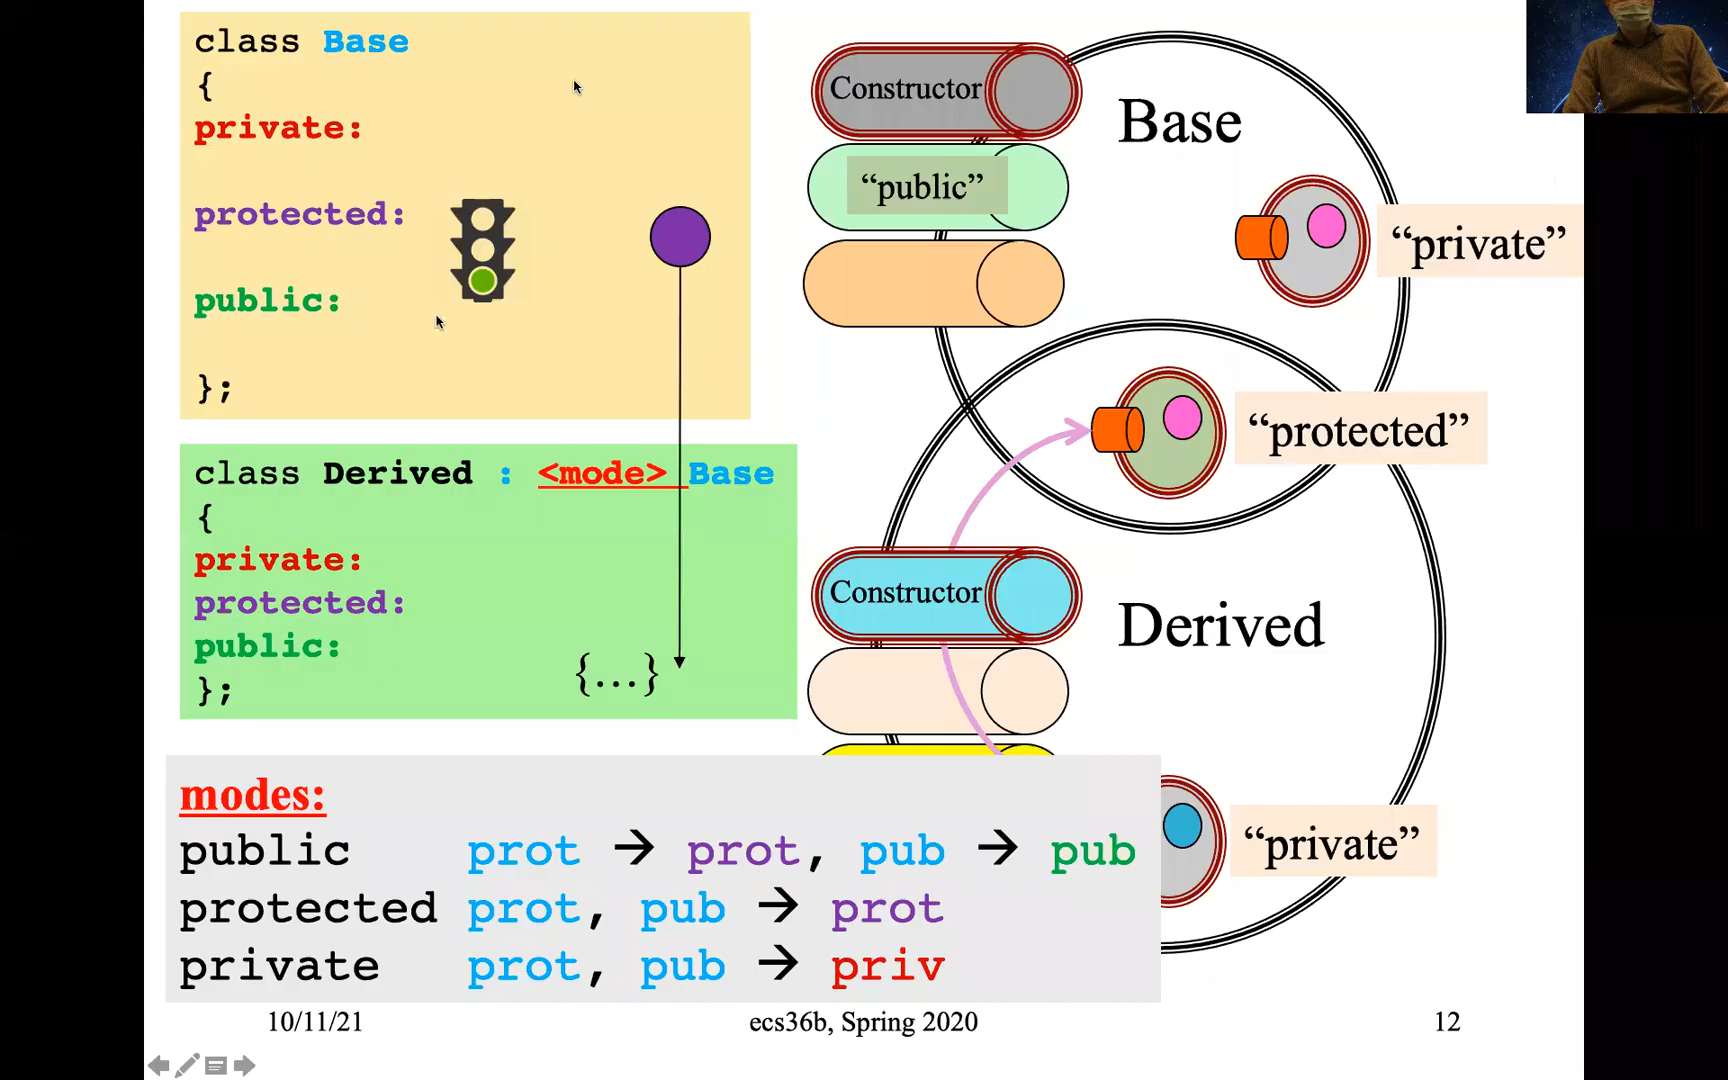 class Base
{
private:
protected:
public:
};
class Derived : <mode> Base
{
private:
protected:
public:
{...}
};
Constructor
Base
“public”
“private”
“protected”
Constructor
Derived
“private”
modes:
public prot → prot, pub → pub
protected prot, pub → prot
private prot, pub → priv
10/11/21
ecs36b, Spring 2020
12